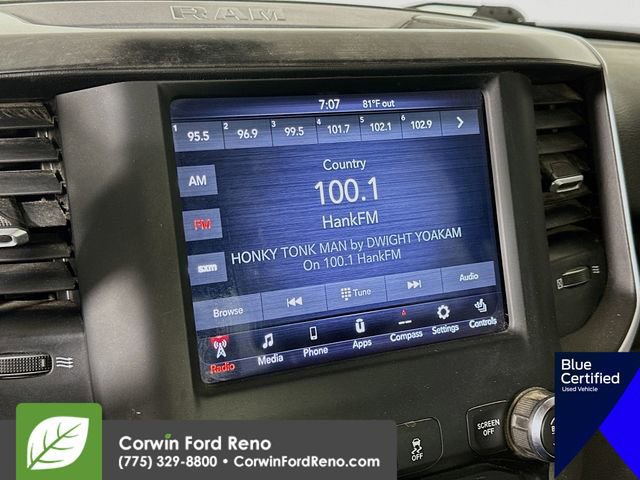 RAM
7:07 81°F out
1 95.5 2 96.9 3 99.5 4 101.7 5 102.1 6 102.9
AM
Country
100.1
FM
HankFM
HONKY TONK MAN by DWIGHT YOAKAM
sxm
On 100.1 HankFM
Browse Tune Audio
Radio Media Phone Apps Compass Settings Controls
OFF
SCREEN
OFF
Blue
Certified
Used Vehicle
Corwin Ford Reno
(775) 329-8800 • CorwinFordReno.com